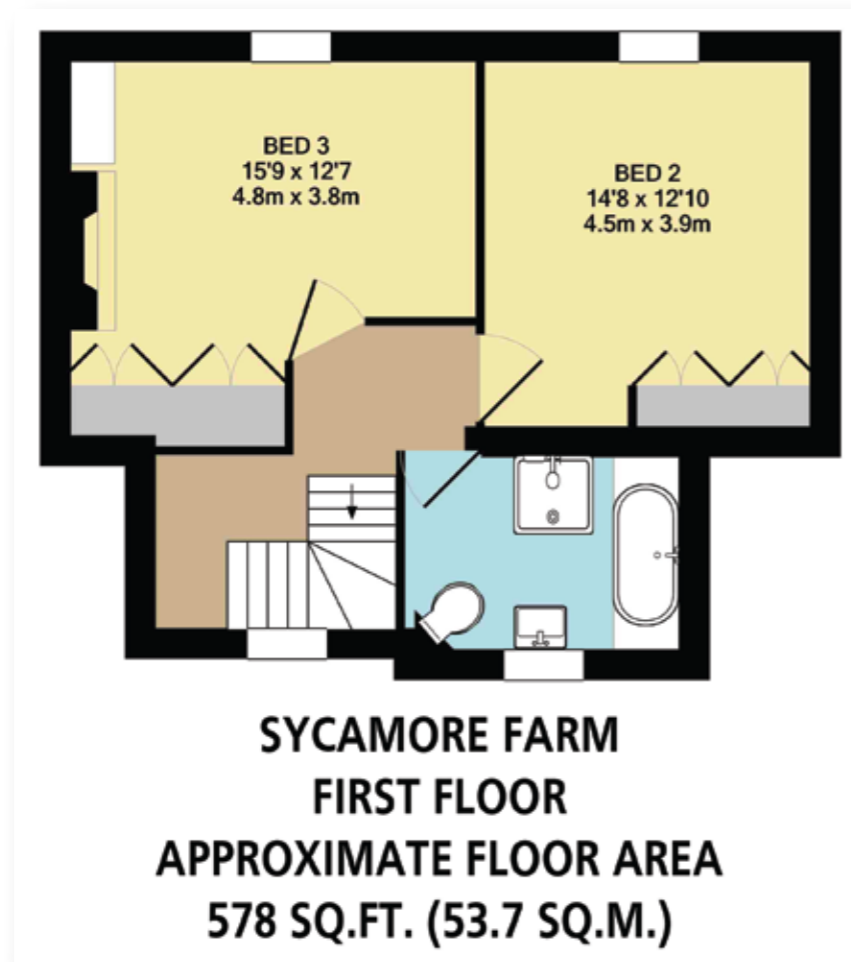 BED 3
15'9 x 12'7
4.8m x 3.8m
BED 2
14'8 x 12'10
4.5m x 3.9m
SYCAMORE FARM
FIRST FLOOR
APPROXIMATE FLOOR AREA
578 SQ.FT. (53.7 SQ.M.)